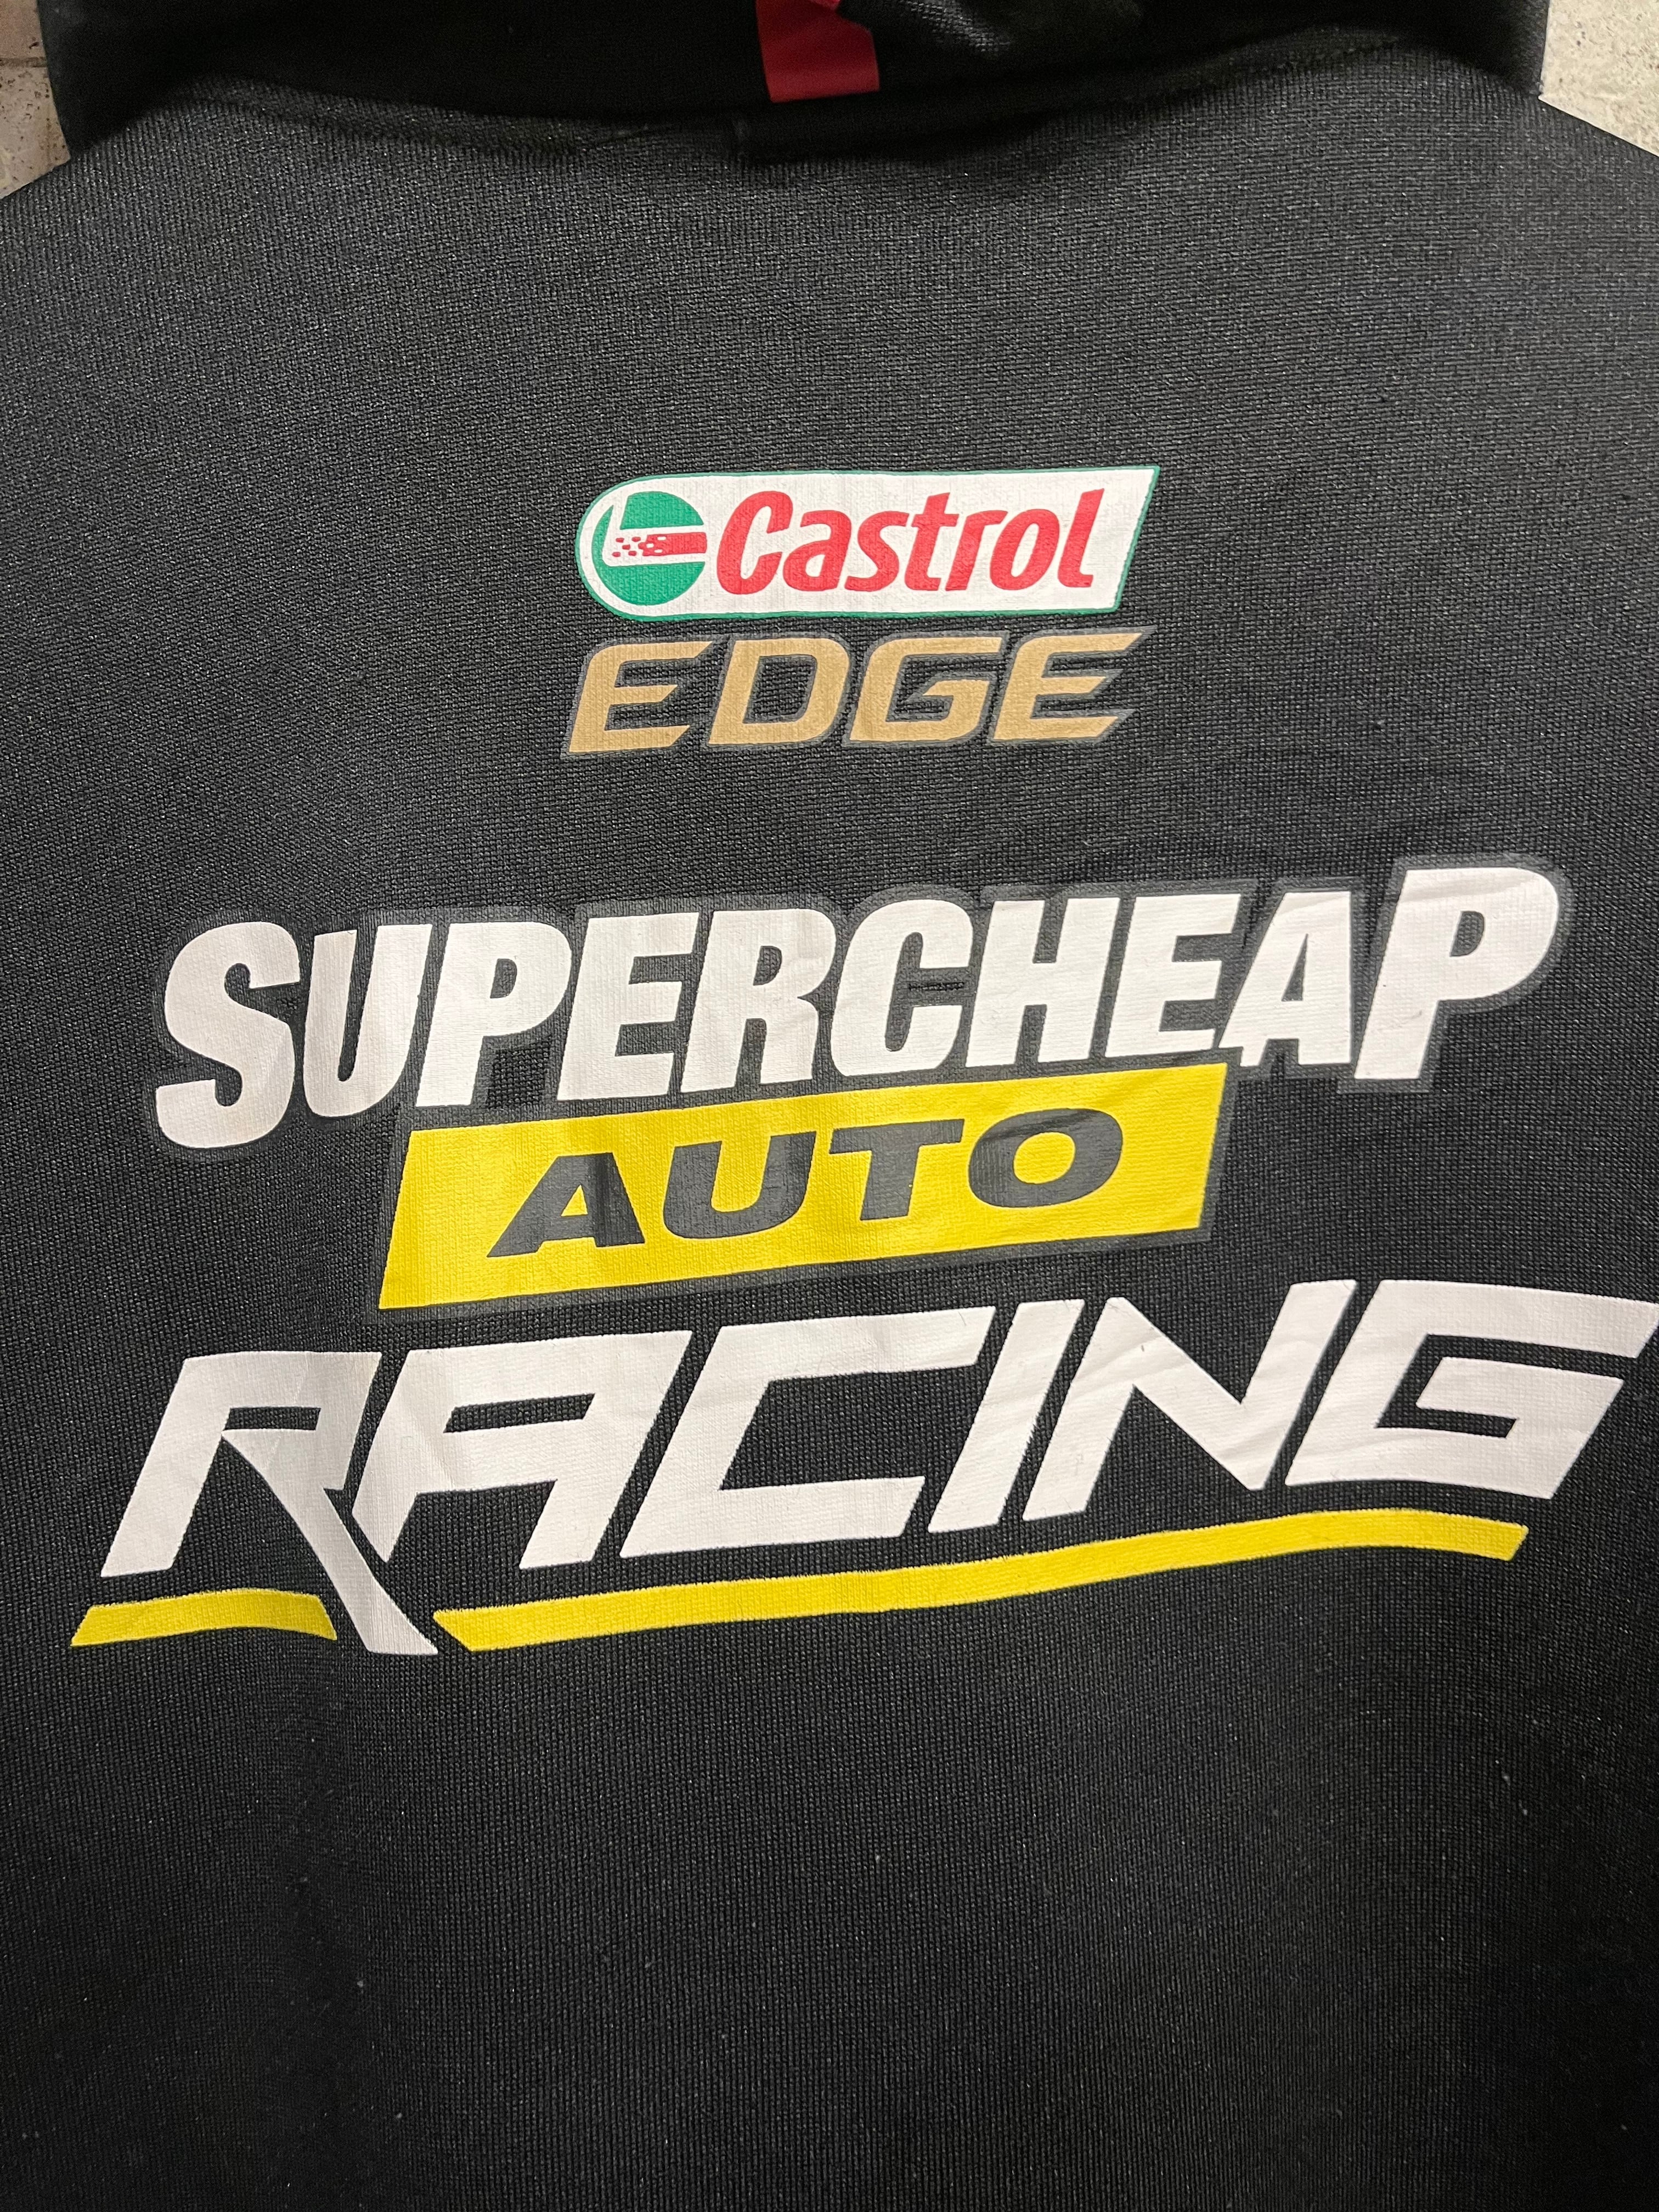 Castrol
EDGE
SUPERCHEAP
AUTO
RACING